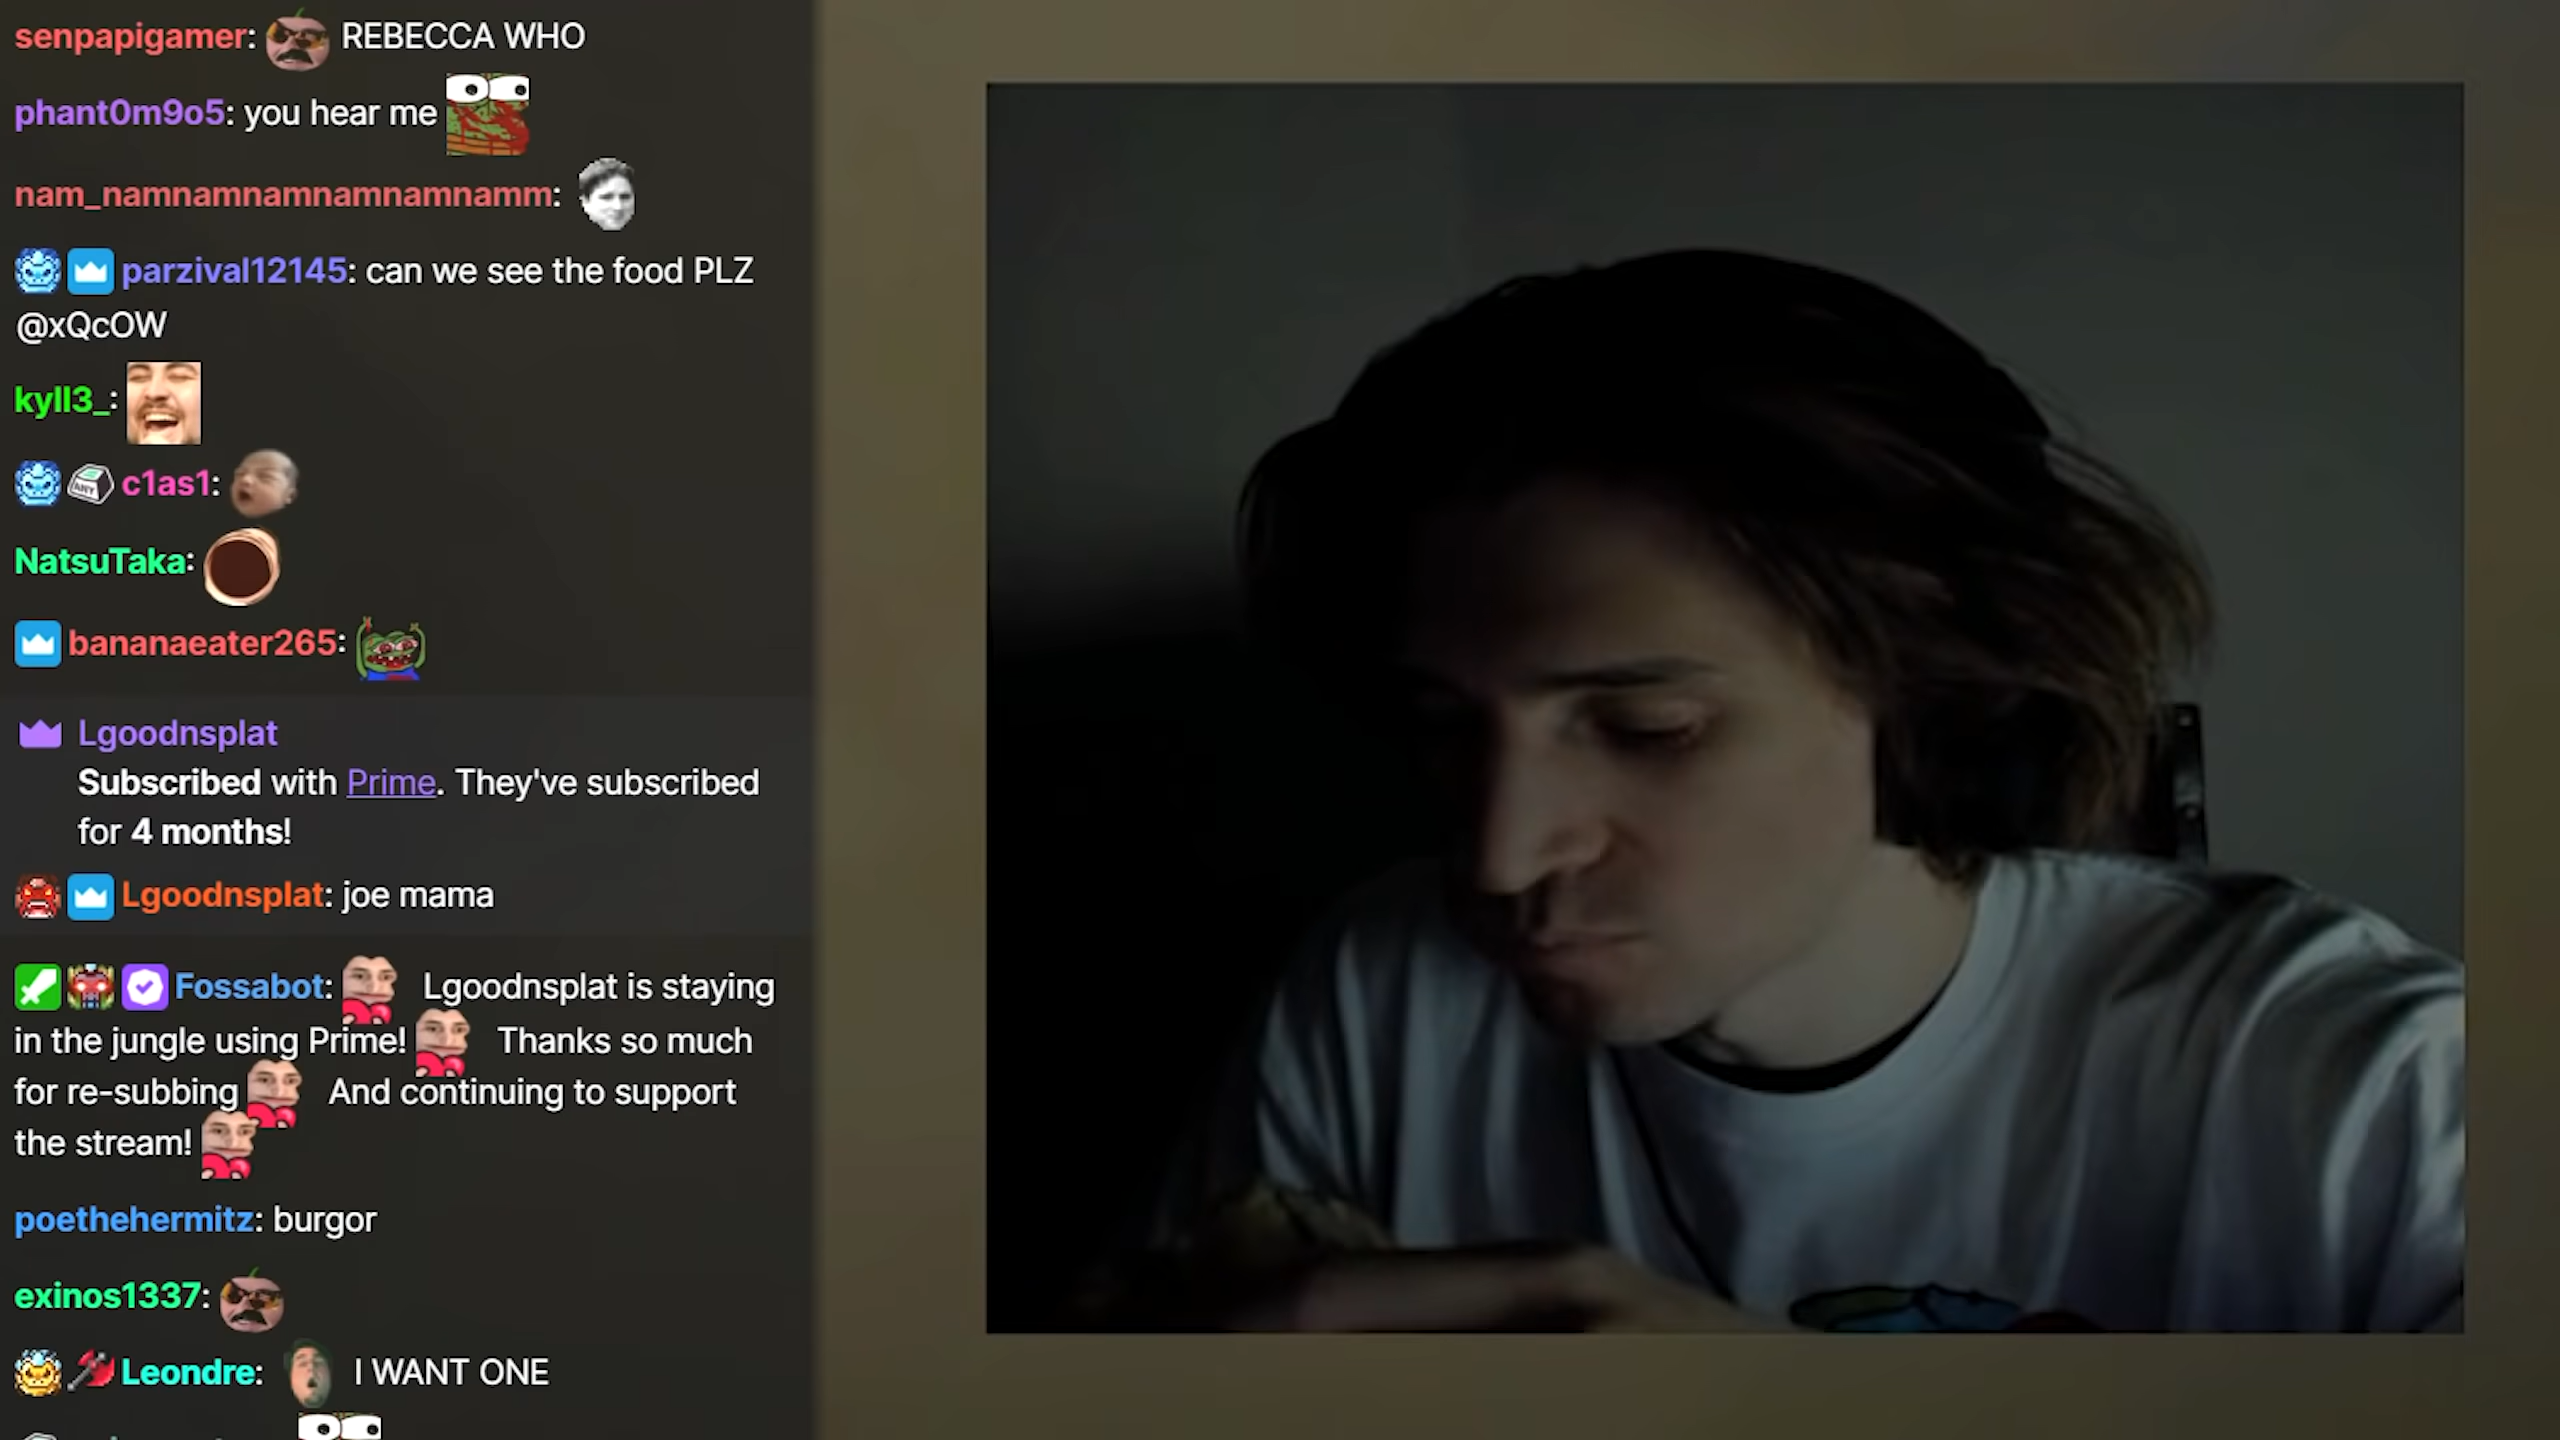 senpapigamer: REBECCA WHO
phant0m9o5: you hear me
nam_namnamnamnamnamnamm:
parzival12145: can we see the food PLZ
@xQcOW
kyll3_:
ANY c1as1:
NatsuTaka:
bananaeater265:
Lgoodnsplat
Subscribed with Prime. They've subscribed
for 4 months!
Lgoodnsplat: joe mama
Fossabot: Lgoodnsplat is staying
in the jungle using Prime! Thanks so much
for re-subbing And continuing to support
the stream!
poethehermitz: burgor
exinos1337:
Leondre: I WANT ONE